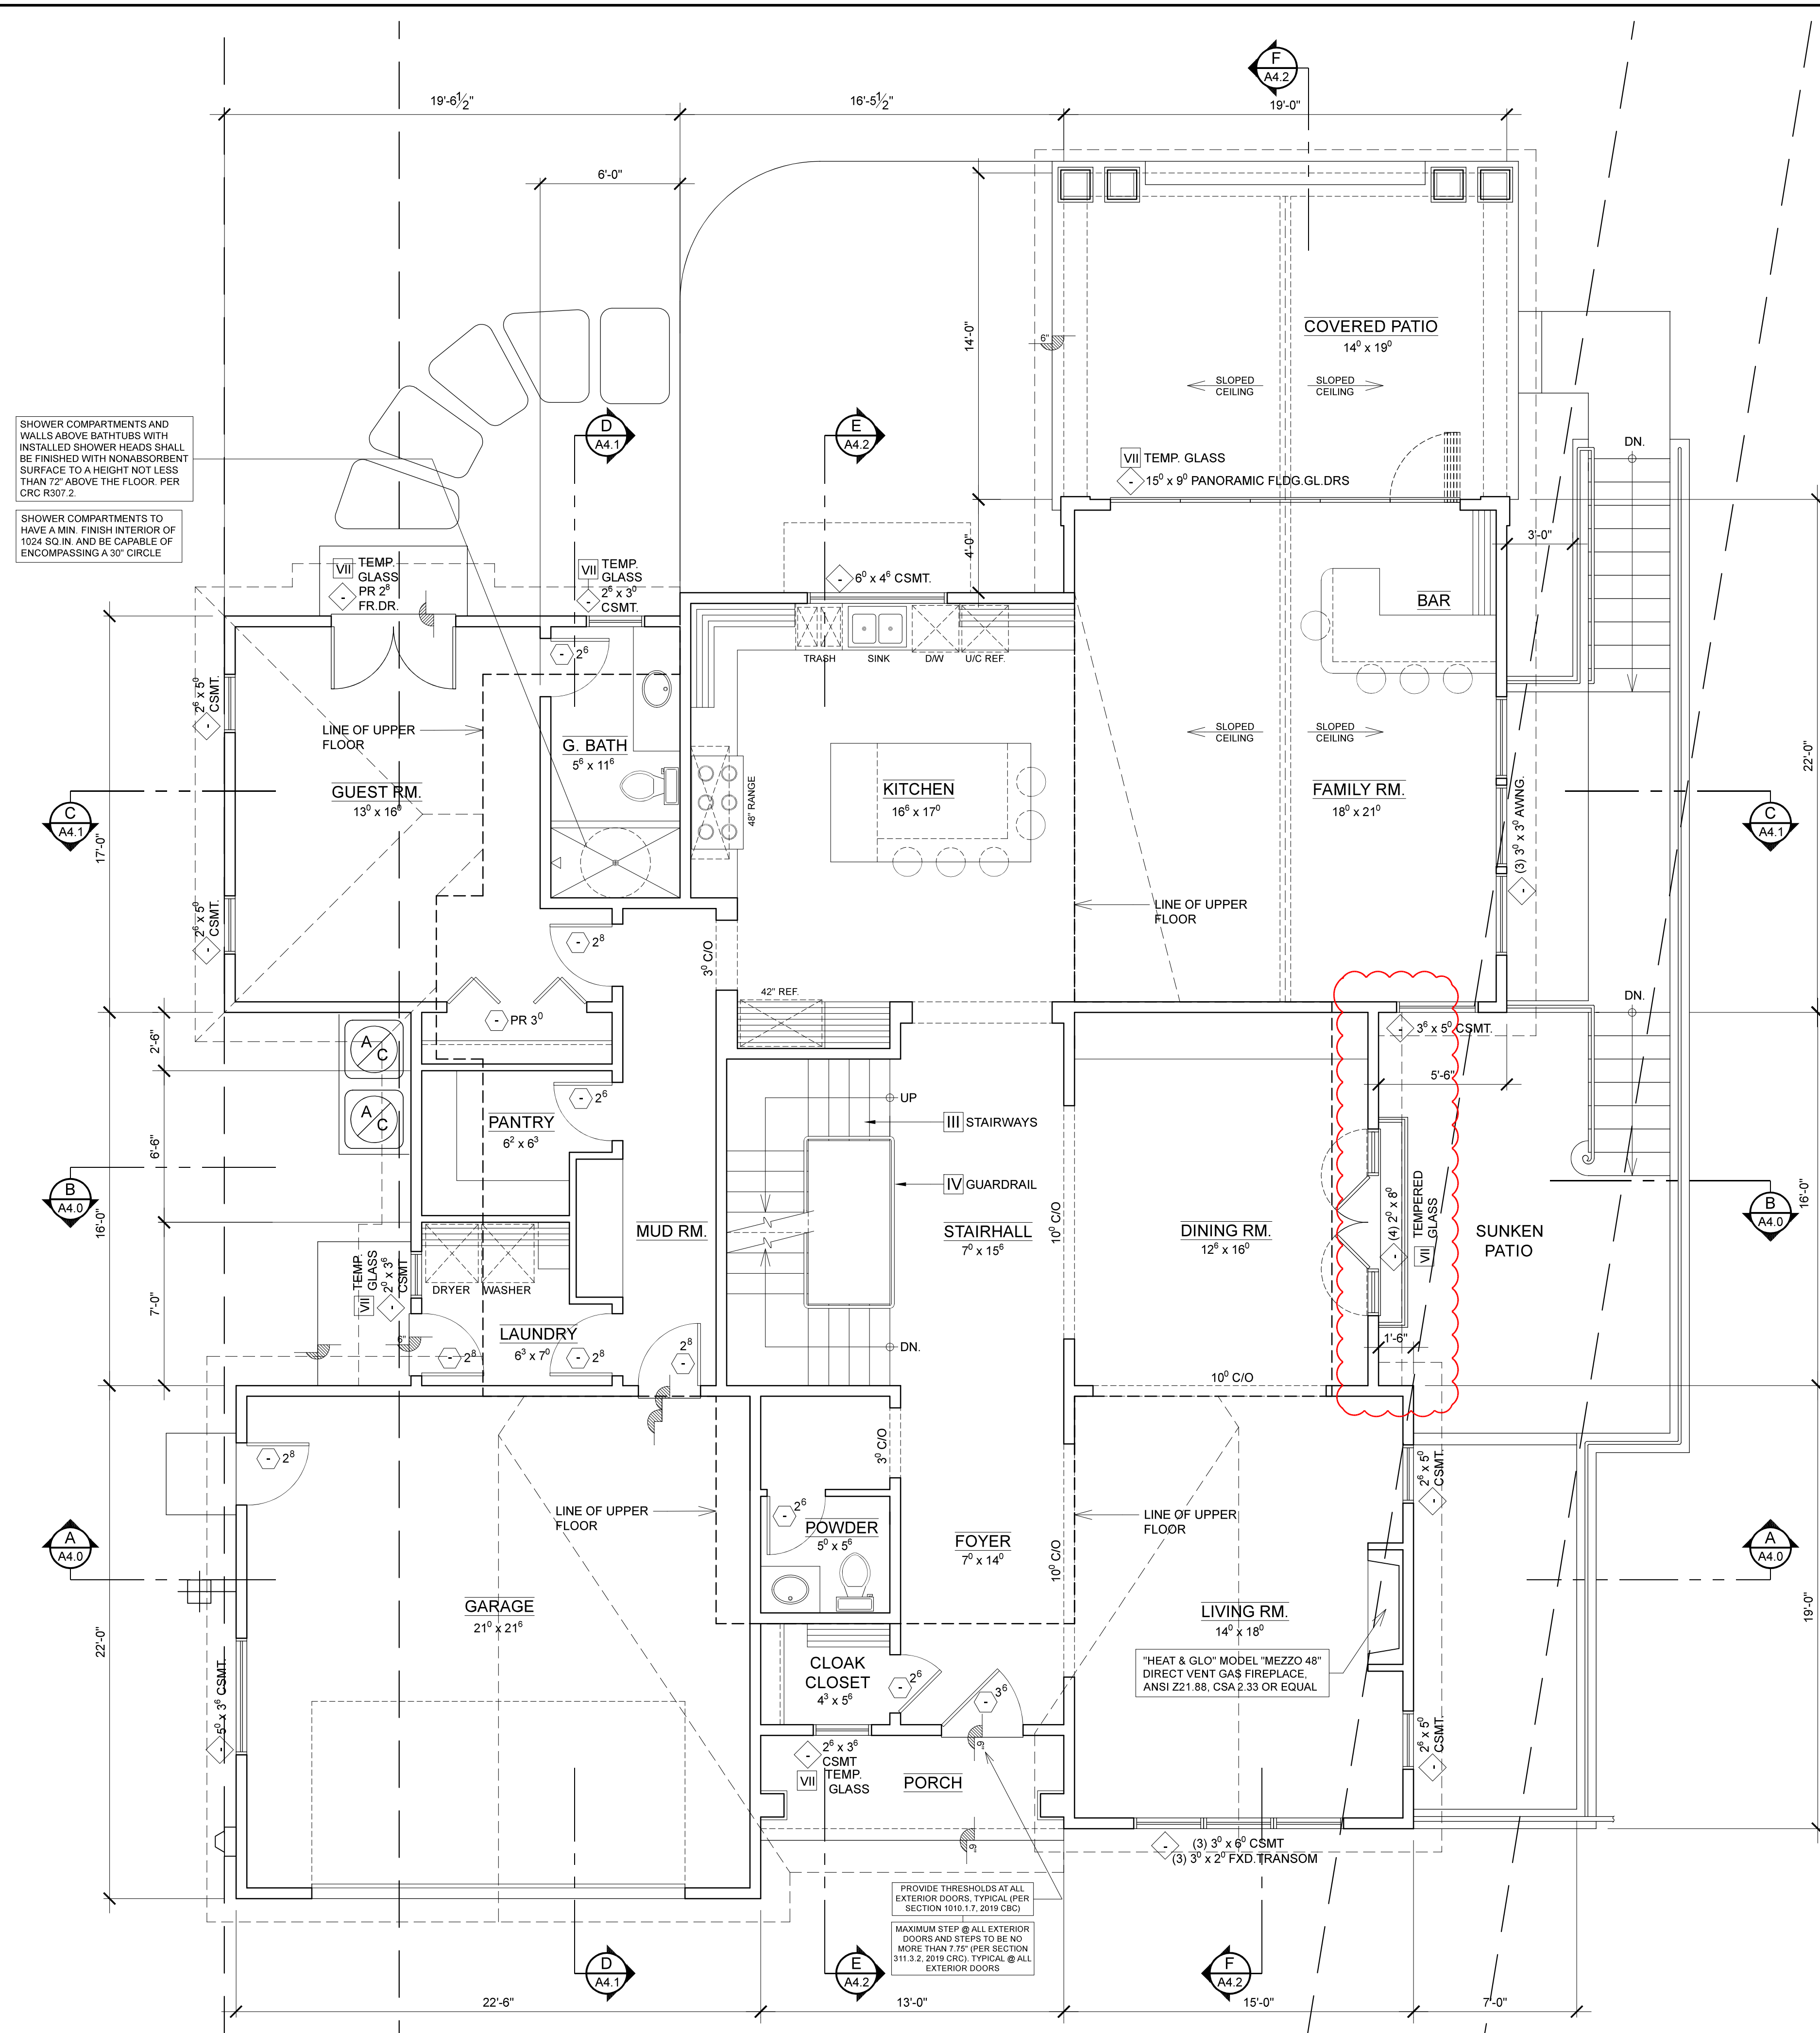 F
A4.2
19'-6 1/2"
16'-5 1/2"
19'-0"
6'-0"
14'-0"
6"
COVERED PATIO
14⁰ x 19⁰
SLOPED
CEILING
SLOPED
CEILING
SHOWER COMPARTMENTS AND
WALLS ABOVE BATHTUBS WITH
INSTALLED SHOWER HEADS SHALL
BE FINISHED WITH NONABSORBENT
SURFACE TO A HEIGHT NOT LESS
THAN 72" ABOVE THE FLOOR. PER
CRC R307.2.
SHOWER COMPARTMENTS TO
HAVE A MIN. FINISH INTERIOR OF
1024 SQ.IN. AND BE CAPABLE OF
ENCOMPASSING A 30" CIRCLE
D
A4.1
E
A4.2
DN.
VII TEMP. GLASS
- 15⁰ x 9⁰ PANORAMIC FLDG.GL.DRS
3'-0"
4'-0"
VII TEMP.
GLASS
- PR 2⁸
FR.DR.
VII TEMP.
GLASS
- 2⁶ x 3⁰
CSMT.
- 6⁰ x 4⁶ CSMT.
BAR
- 2⁶
TRASH
SINK
D/W
U/C REF.
2⁶ x 5⁰
CSMT.
-
LINE OF UPPER
FLOOR
G. BATH
5⁶ x 11⁶
SLOPED
CEILING
SLOPED
CEILING
22'-0"
GUEST RM.
13⁰ x 16⁰
48" RANGE
KITCHEN
16⁶ x 17⁰
FAMILY RM.
18⁰ x 21⁰
C
A4.1
C
A4.1
17'-0"
(3) 3⁰ x 3⁰ AWNG.
-
2⁶ x 5⁰
CSMT.
-
LINE OF UPPER
FLOOR
- 2⁸
3⁰ C/O
42" REF.
DN.
- PR 3⁰
- 3⁶ x 5⁰ CSMT.
2'-6"
A
C
5'-6"
A
C
- 2⁶
UP
III STAIRWAYS
PANTRY
6² x 6³
6'-6"
IV GUARDRAIL
B
A4.0
B
A4.0
16'-0"
16'-0"
MUD RM.
STAIRHALL
7⁰ x 15⁶
10⁰ C/O
DINING RM.
12⁶ x 16⁰
(4) 2⁰ x 8⁰
-
TEMPERED
GLASS
VII
SUNKEN
PATIO
TEMP.
GLASS
VII
2⁰ x 3⁶
CSMT
-
DRYER
WASHER
7'-0"
LAUNDRY
6³ x 7⁰
6"
- 2⁸
- 2⁸
2⁸
-
DN.
1'-6"
10⁰ C/O
- 2⁸
3⁰ C/O
2⁶ x 5⁰
CSMT.
-
LINE OF UPPER
FLOOR
- 2⁶
POWDER
5⁰ x 5⁶
LINE OF UPPER
FLOOR
A
A4.0
A
A4.0
FOYER
7⁰ x 14⁰
10⁰ C/O
GARAGE
21⁰ x 21⁶
LIVING RM.
14⁰ x 18⁰
22'-0"
19'-0"
"HEAT & GLO" MODEL "MEZZO 48"
DIRECT VENT GAS FIREPLACE,
ANSI Z21.88, CSA 2.33 OR EQUAL
CLOAK
CLOSET
4³ x 5⁶
- 2⁶
- 3⁶
5⁰ x 3⁶ CSMT.
-
2⁶ x 5⁰
CSMT.
-
6"
- 2⁶ x 3⁶
CSMT
VII TEMP.
GLASS
PORCH
6"
- (3) 3⁰ x 6⁰ CSMT
(3) 3⁰ x 2⁰ FXD.TRANSOM
PROVIDE THRESHOLDS AT ALL
EXTERIOR DOORS, TYPICAL (PER
SECTION 1010.1.7, 2019 CBC)
MAXIMUM STEP @ ALL EXTERIOR
DOORS AND STEPS TO BE NO
MORE THAN 7.75" (PER SECTION
311.3.2, 2019 CRC). TYPICAL @ ALL
EXTERIOR DOORS
D
A4.1
E
A4.2
F
A4.2
22'-6"
13'-0"
15'-0"
7'-0"